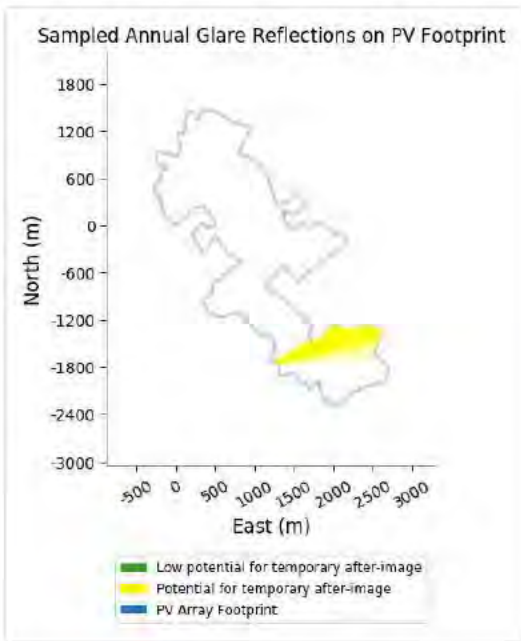 Sampled Annual Glare Reflections on PV Footprint
1800
1200
600
0
-600
-1200
-1800
-2400
-3000
North (m)
-500
0
500
1000
1500
2000
2500
3000
East (m)
Low potential for temporary after-image
Potential for temporary after-image
PV Array Footprint